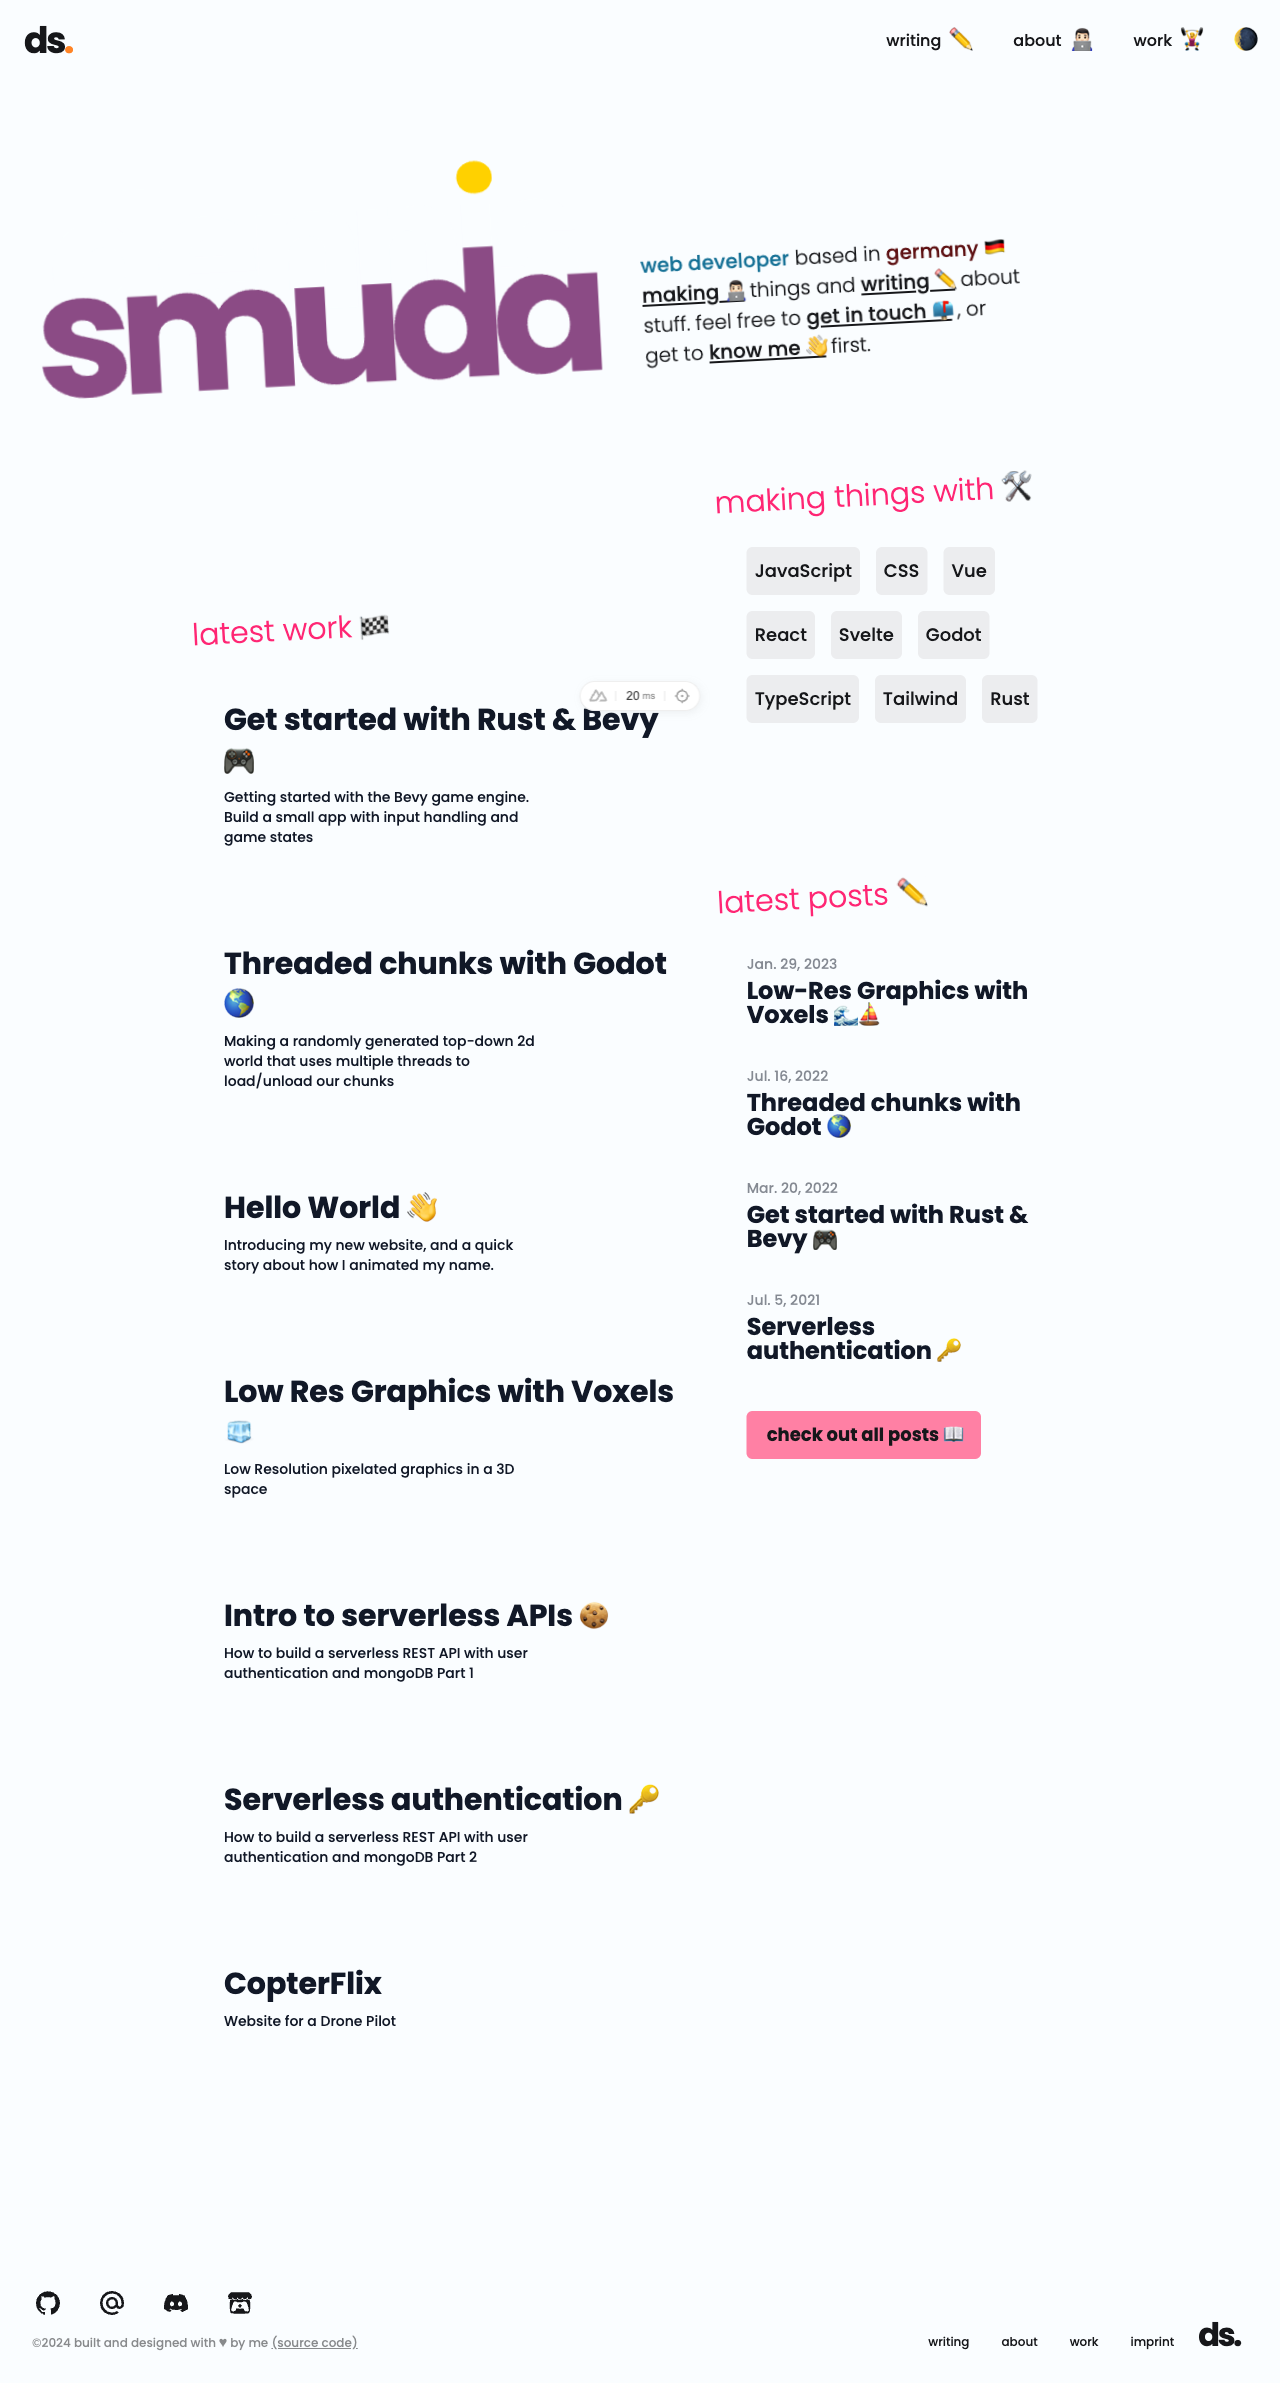 ds.
writing ✏️
about 👨🏻‍💻
work 🏋🏻
🌘
smuda
web developer based in germany 🇩🇪
making 👨🏻‍💻 things and writing ✏️ about
stuff. feel free to get in touch 📫, or
get to know me 👋 first.
making things with 🛠️
JavaScript CSS Vue
React Svelte Godot
TypeScript Tailwind Rust
latest work 🏁
20 ms
Get started with Rust & Bevy
🎮
Getting started with the Bevy game engine.
Build a small app with input handling and
game states
Threaded chunks with Godot
🌎
Making a randomly generated top-down 2d
world that uses multiple threads to
load/unload our chunks
Hello World 👋
Introducing my new website, and a quick
story about how I animated my name.
Low Res Graphics with Voxels
🧊
Low Resolution pixelated graphics in a 3D
space
Intro to serverless APIs 🍪
How to build a serverless REST API with user
authentication and mongoDB Part 1
Serverless authentication 🔑
How to build a serverless REST API with user
authentication and mongoDB Part 2
CopterFlix
Website for a Drone Pilot
latest posts ✏️
Jan. 29, 2023
Low-Res Graphics with
Voxels 🌊⛵
Jul. 16, 2022
Threaded chunks with
Godot 🌎
Mar. 20, 2022
Get started with Rust &
Bevy 🎮
Jul. 5, 2021
Serverless
authentication 🔑
check out all posts 📖
©2024 built and designed with ♥ by me (source code)
writing about work imprint ds.